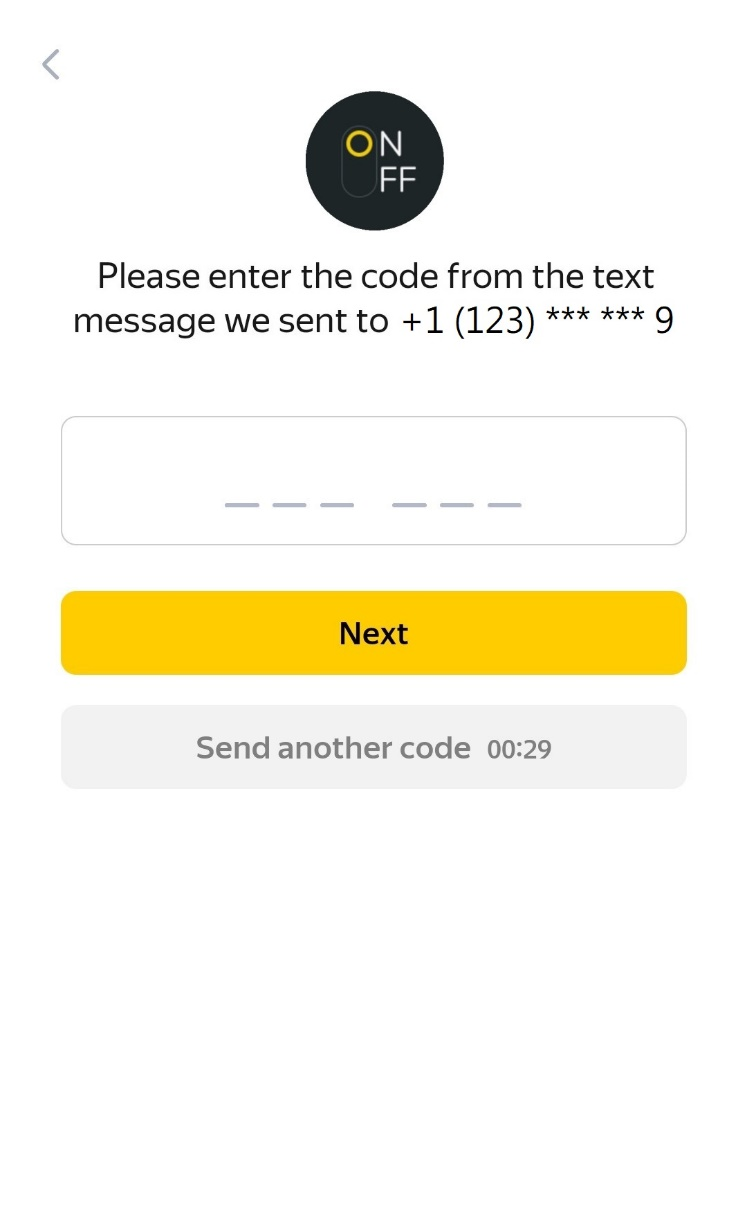 ON
FF
Please enter the code from the text
message we sent to +1 (123) *** *** 9
Next
Send another code 00:29